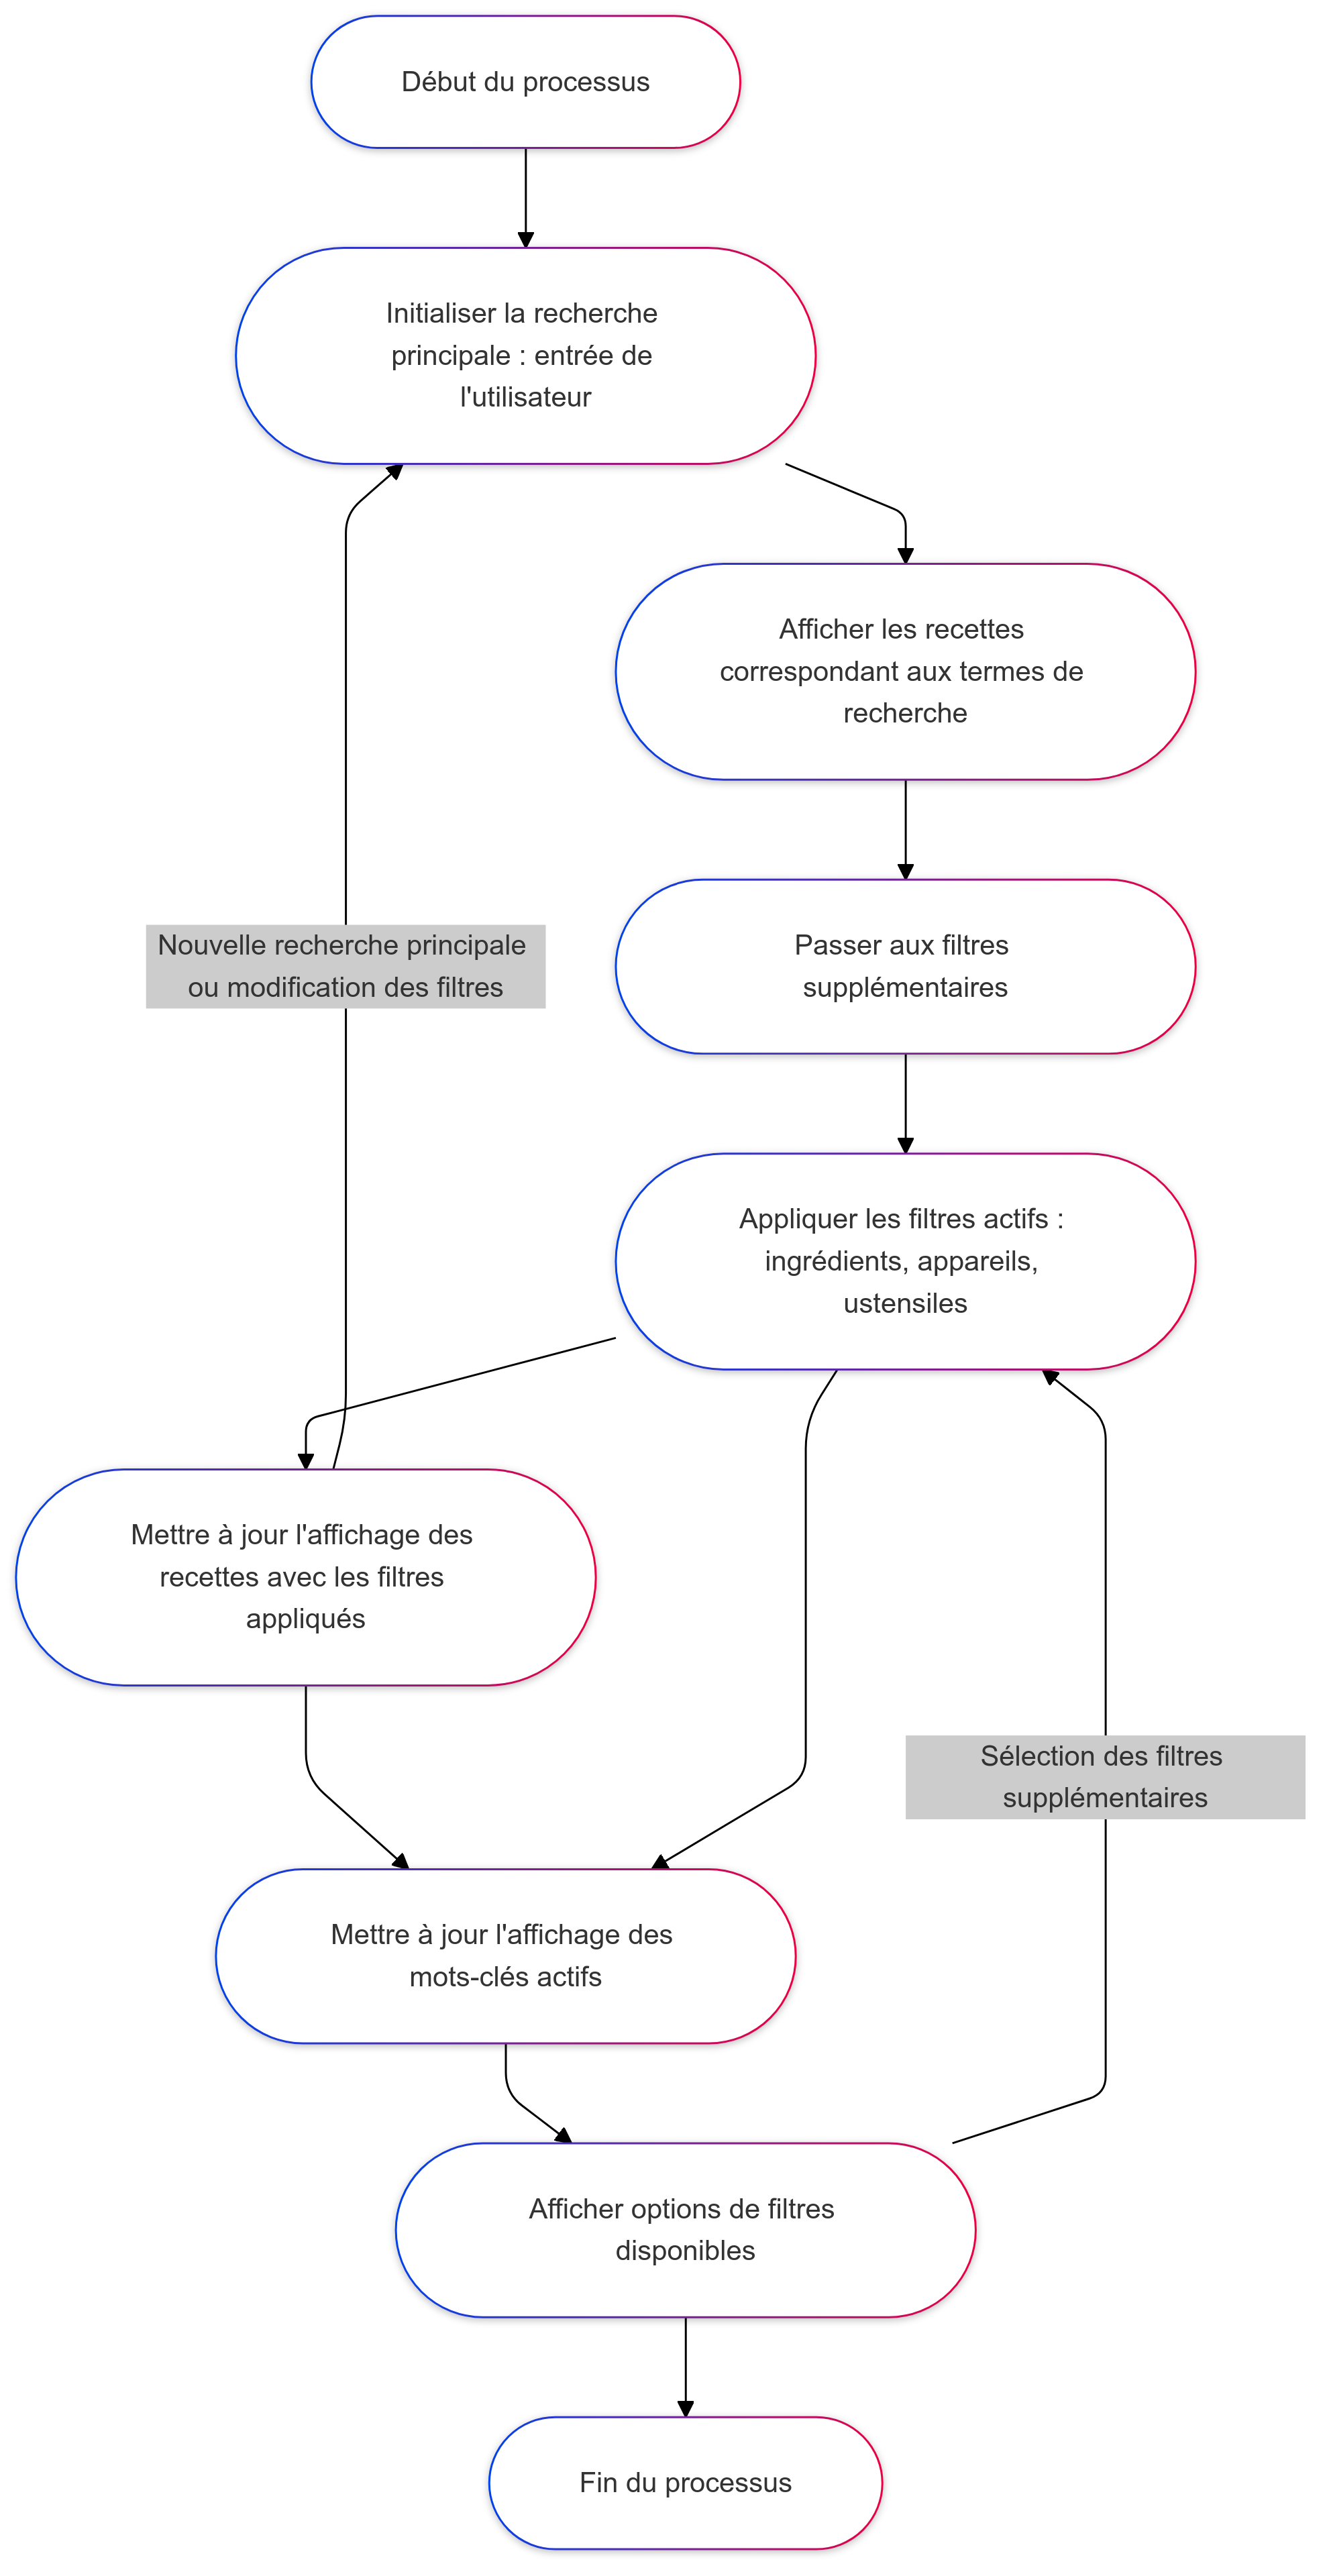 Début du processus
Initialiser la recherche
principale : entrée de
l'utilisateur
Afficher les recettes
correspondant aux termes de
recherche
Nouvelle recherche principale
ou modification des filtres
Passer aux filtres
supplémentaires
Appliquer les filtres actifs :
ingrédients, appareils,
ustensiles
Mettre à jour l'affichage des
recettes avec les filtres
appliqués
Sélection des filtres
supplémentaires
Mettre à jour l'affichage des
mots-clés actifs
Afficher options de filtres
disponibles
Fin du processus